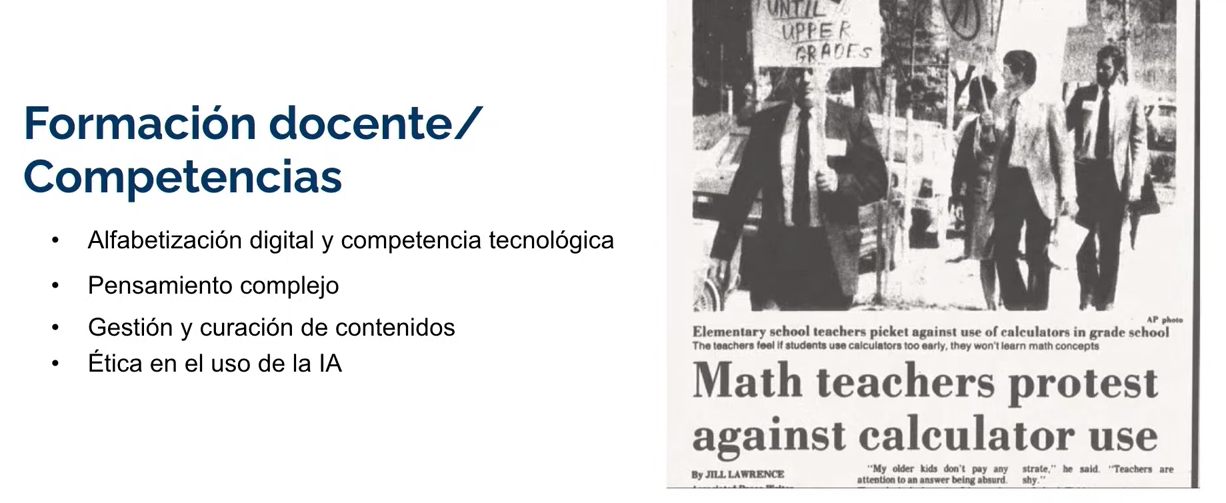 Formación docente/
Competencias
• Alfabetización digital y competencia tecnológica
• Pensamiento complejo
• Gestión y curación de contenidos
• Ética en el uso de la IA
UNTIL
UPPER
GRADES
AP photo
Elementary school teachers picket against use of calculators in grade school
The teachers feel if students use calculators too early, they won't learn math concepts
Math teachers protest
against calculator use
By JILL LAWRENCE
"My older kids don't pay any
attention to an answer being absurd.
strate," he said. "Teachers are
shy."